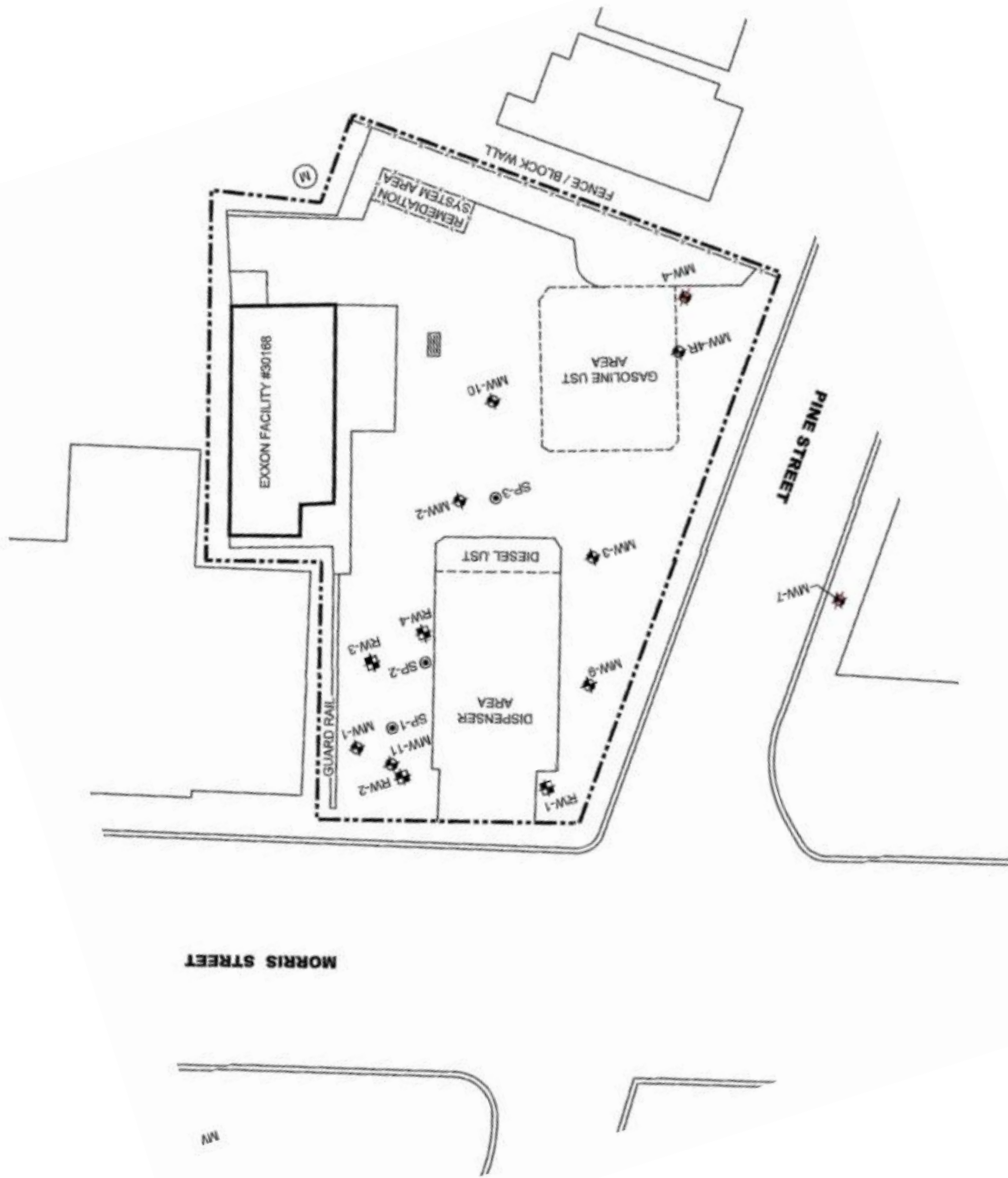 FENCE / BLOCK WALL
M
REMEDIATION
SYSTEM AREA
MW-4
MW-4R
GASOLINE UST
AREA
EXXON FACILITY #30168
MW-10
PINE STREET
MW-2
SP-3
DIESEL UST
MW-3
MW-7
RW-4
RW-3
SP-2
MW-9
DISPENSER
AREA
GUARD RAIL
MW-1
SP-1
MW-11
RW-2
RW-1
MORRIS STREET
MW